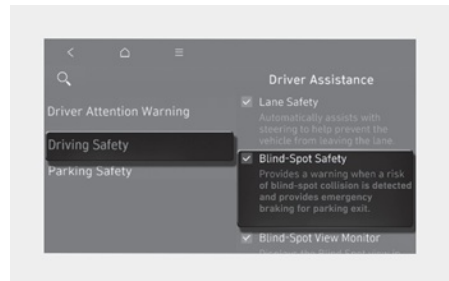 Driver Assistance
Driver Attention Warning
Driving Safety
Parking Safety
Lane Safety
Automatically assists with
steering to help prevent the
vehicle from leaving the lane
Blind-Spot Safety
Provides a warning when a risk
of blind-spot collision is detected
and provides emergency
braking for parking exit.
Blind-Spot View Monitor